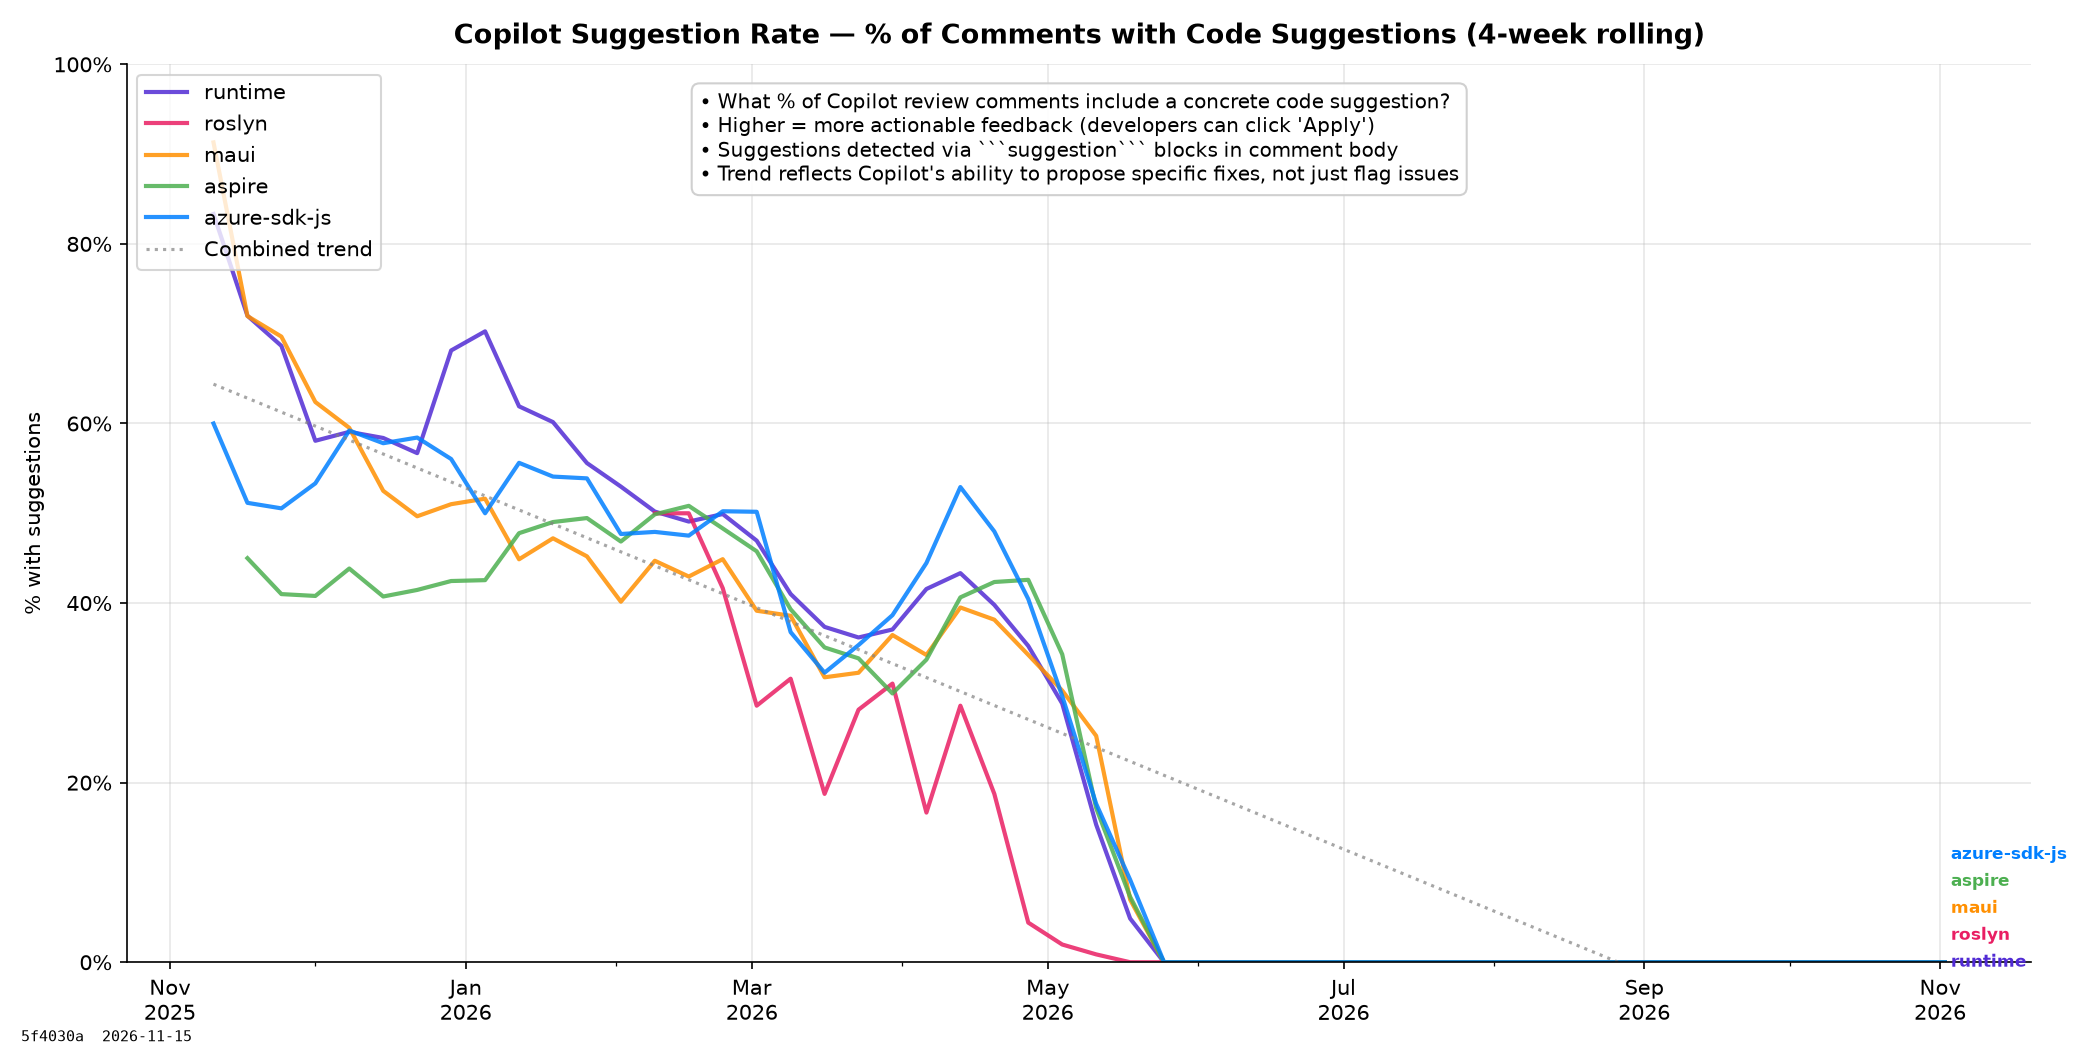 Copilot Suggestion Rate — % of Comments with Code Suggestions (4-week rolling)
100%
80%
60%
40%
20%
0%
% with suggestions
runtime
roslyn
maui
aspire
azure-sdk-js
Combined trend
• What % of Copilot review comments include a concrete code suggestion?
• Higher = more actionable feedback (developers can click 'Apply')
• Suggestions detected via ```suggestion``` blocks in comment body
• Trend reflects Copilot's ability to propose specific fixes, not just flag issues
azure-sdk-js
aspire
maui
roslyn
runtime
Nov
2025
Jan
2026
Mar
2026
May
2026
Jul
2026
Sep
2026
Nov
2026
5f4030a  2026-11-15